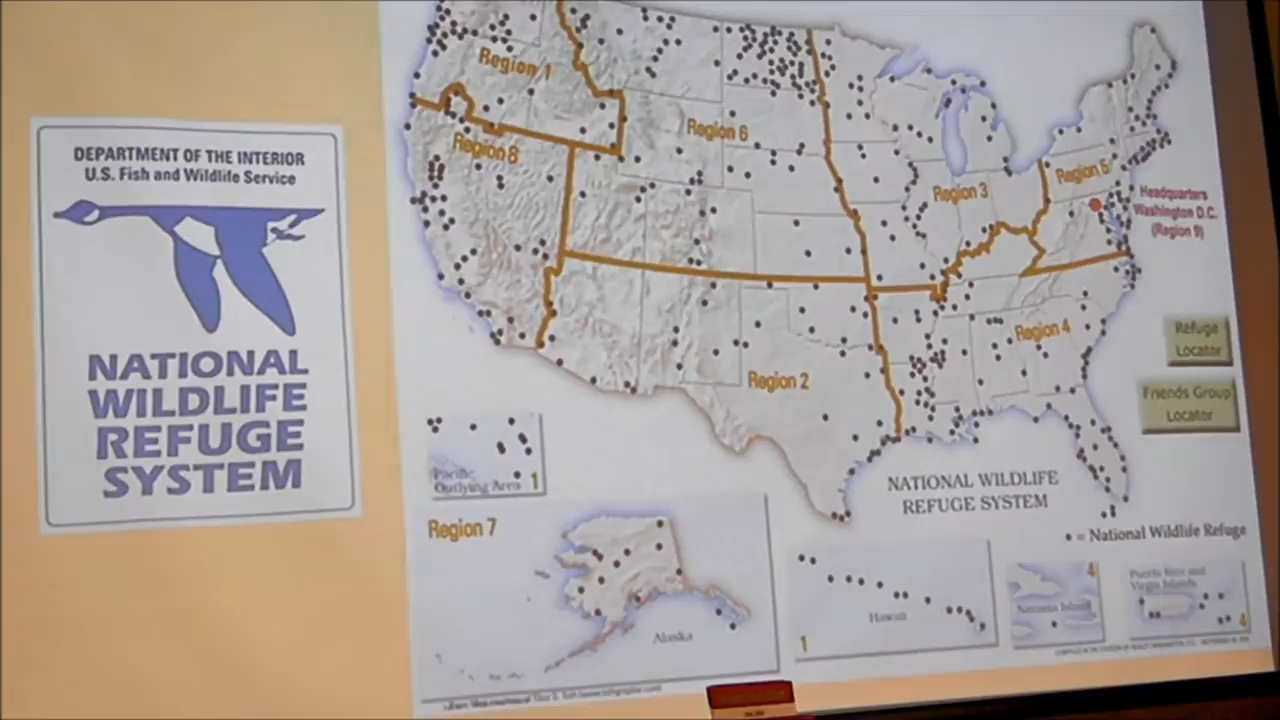 DEPARTMENT OF THE INTERIOR
U.S. Fish and Wildlife Service
NATIONAL
WILDLIFE
REFUGE
SYSTEM
Region 1
Region 8
Region 6
Region 3
Region 5
Headquarters
Washington D.C.
(Region 9)
Region 4
Region 2
Refuge
Locator
Friends Group
Locator
Pacific
Outlying Area
1
NATIONAL WILDLIFE
REFUGE SYSTEM
= National Wildlife Refuge
Region 7
Alaska
Hawaii
1
4
Navassa Island
Puerto Rico and
Virgin Islands
4